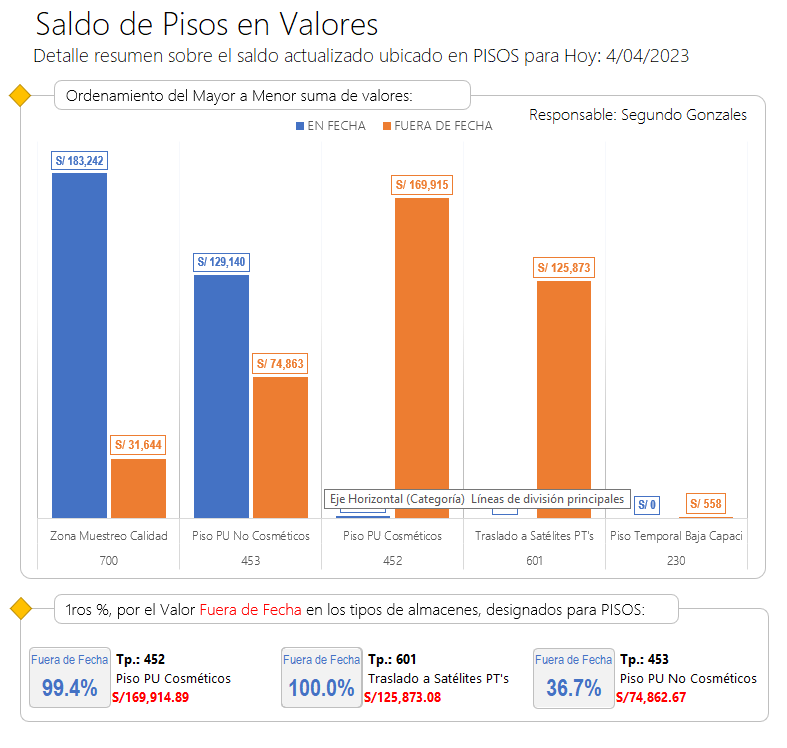 Saldo de Pisos en Valores
Detalle resumen sobre el saldo actualizado ubicado en PISOS para Hoy: 4/04/2023
Ordenamiento del Mayor a Menor suma de valores:
Responsable: Segundo Gonzales
EN FECHA FUERA DE FECHA
S/ 183,242
S/ 169,915
S/ 129,140
S/ 125,873
S/ 74,863
S/ 31,644
Eje Horizontal (Categoría) Líneas de división principales
S/ 0
S/ 558
Zona Muestreo Calidad Piso PU No Cosméticos Piso PU Cosméticos Traslado a Satélites PT's Piso Temporal Baja Capaci
700 453 452 601 230
1ros %, por el Valor Fuera de Fecha en los tipos de almacenes, designados para PISOS:
Fuera de Fecha
99.4%
Tp.: 452
Piso PU Cosméticos
S/169,914.89
Fuera de Fecha
100.0%
Tp.: 601
Traslado a Satélites PT's
S/125,873.08
Fuera de Fecha
36.7%
Tp.: 453
Piso PU No Cosméticos
S/74,862.67